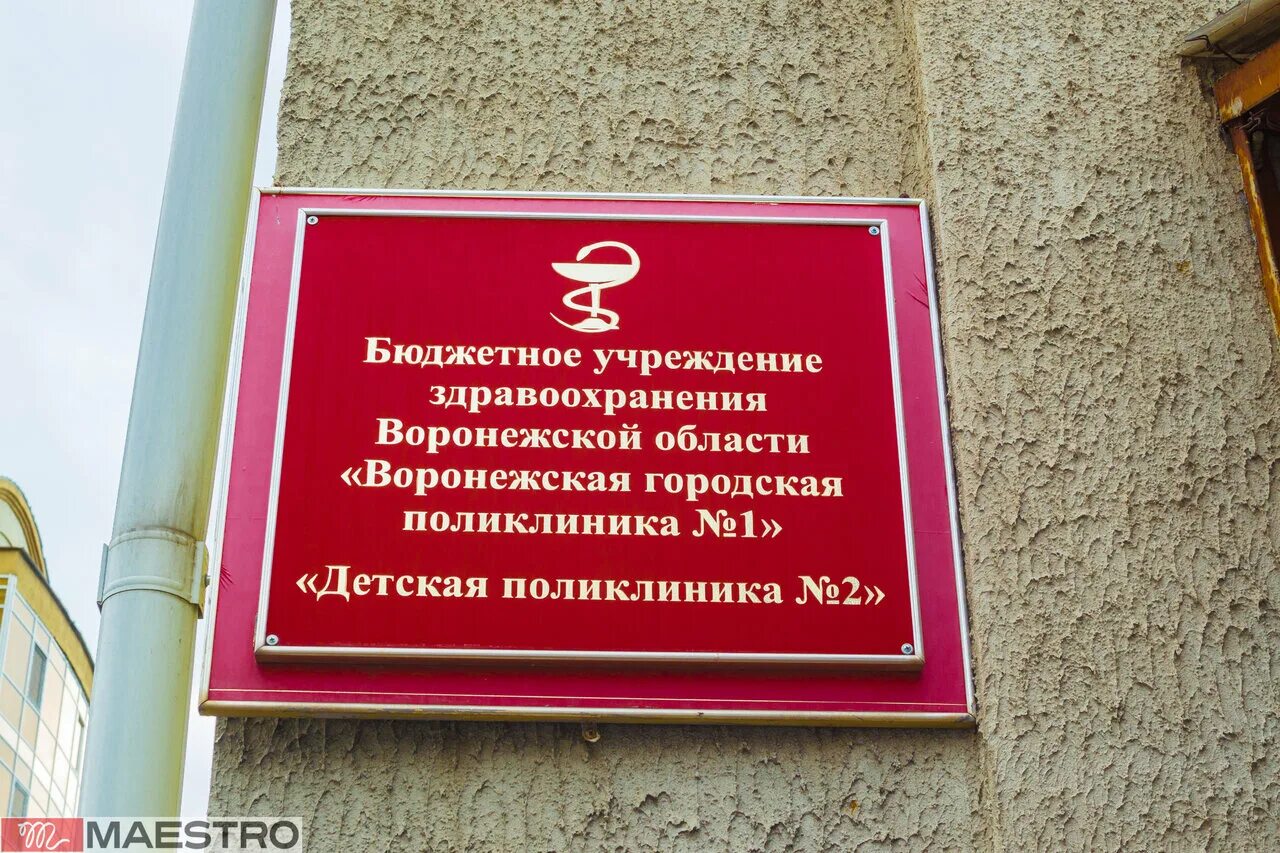 Бюджетное учреждение
здравоохранения
Воронежской области
«Воронежская городская
поликлиника №1»
«Детская поликлиника №2»
MAESTRO